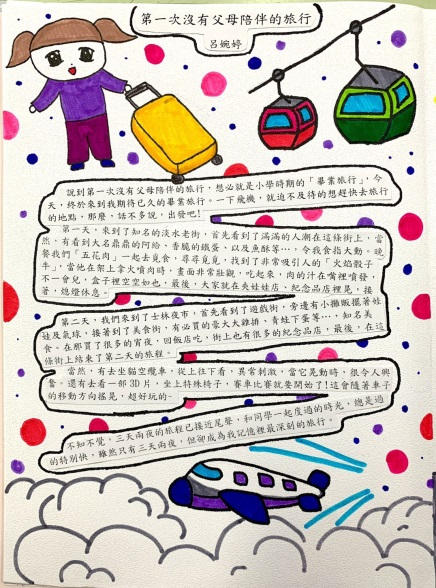 第一次沒有父母陪伴的旅行
呂婉婷
說到第一次沒有父母陪伴的旅行，想必就是小學時期的「畢業旅行」，今
天，終於來到我期待已久的畢業旅行。一下幾機，就迫不及待的想趕快去旅行
的地點，那麼，話不多說，出發吧！
第一天，來到了知名的淡水老街，首先看到了滿滿的人潮在這條街上，當
然，有看到大名鼎鼎的阿給、香脆的鐵蛋，以及魚酥等…，令我食指大動。晚
餐我們「五花肉」一起去覓食，尋尋覓覓，找到了非常吸引人的「火焰骰子
牛」，當他在架上拿火噴肉時，畫面非常壯觀，吃起來，肉的汁在嘴裡噴發，
不一會兒，盒子裡空空如也，最後，大家就在夾娃娃店、紀念品店裡晃，接
著，熄燈休息。
第二天，我們來到了士林夜市，首先看到了遊戲街，旁邊有小攤販擺著娃
娃及氣球，接著到了美食街，有必買的豪大大雞排、青蛙下蛋等…，知名美
食。在那買了很多的宵夜，回飯店吃，街上也有很多的紀念品店，最後，在這
條街上結束了第二天的旅程。
當然，有去坐貓空纜車，從上往下看，異常刺激，當它晃動時，很令人興
奮。還有去看一部3D片，坐上特殊椅子，賽車比賽就要開始了！這會隨著車子
的移動方向搖晃，超好玩的。
不知不覺，三天兩夜的旅程已接近尾聲，和同學一起度過的時光，總是過
的特別快，雖然只有三天兩夜，但卻成為我記憶裡最深刻的旅行。